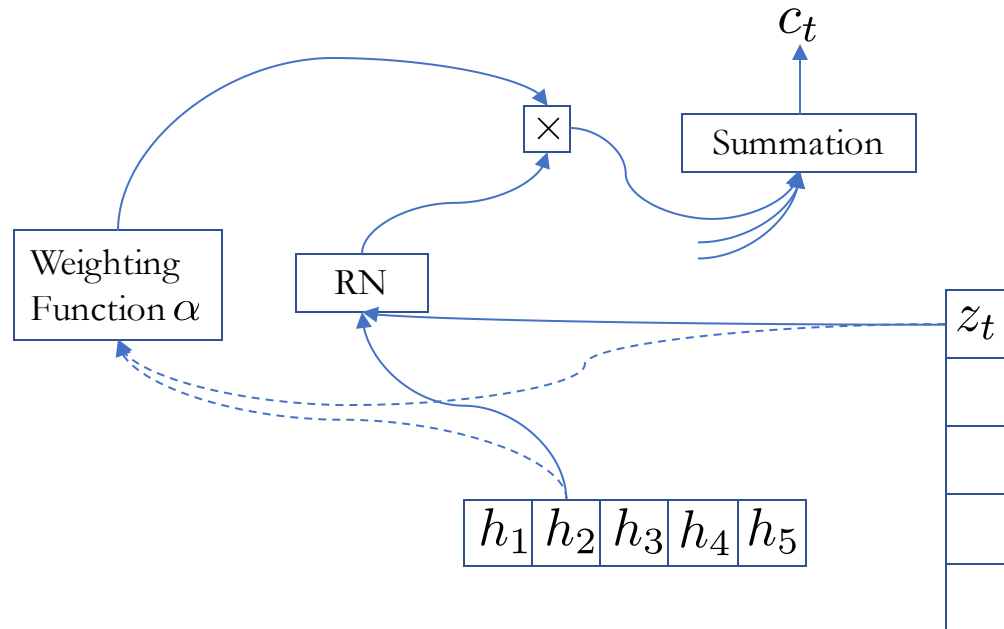 c_t
×
Summation
Weighting
Function α
RN
z_t
h_1 h_2 h_3 h_4 h_5